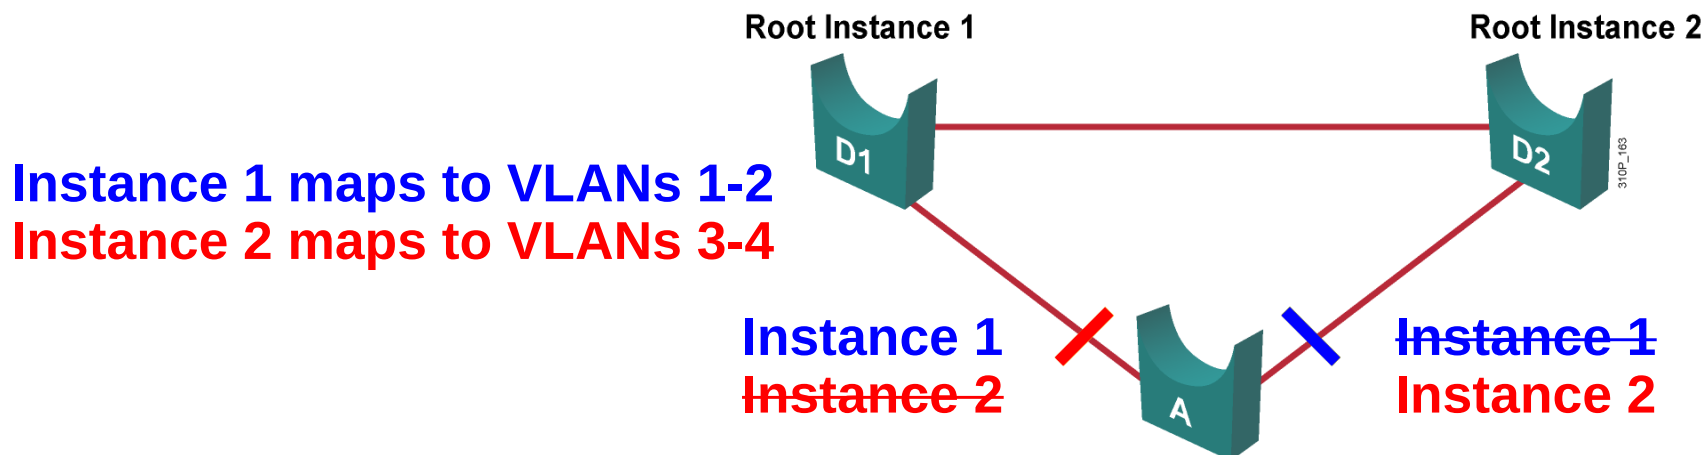 Root Instance 1
Root Instance 2
D1
D2
310P_163
Instance 1 maps to VLANs 1-2
Instance 2 maps to VLANs 3-4
Instance 1
Instance 2
Instance 1
Instance 2
A